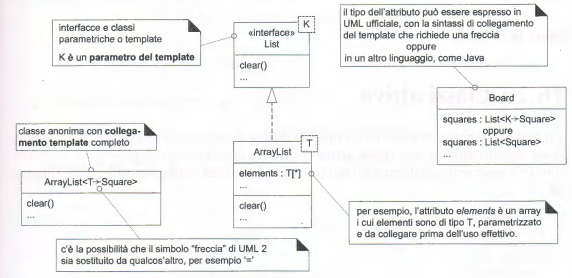 interfacce e classi
parametriche o template
K è un parametro del template
K
«interface»
List
clear()
...
il tipo dell'attributo può essere espresso in
UML ufficiale, con la sintassi di collegamento
del template che richiede una freccia
oppure
in un altro linguaggio, come Java
Board
squares : List<K→Square>
oppure
squares : List<Square>
...
classe anonima con collega-
mento template completo
ArrayList<T→Square>
clear()
...
T
ArrayList
elements : T[*]
...
clear()
...
per esempio, l'attributo elements è un array
i cui elementi sono di tipo T, parametrizzato
e da collegare prima dell'uso effettivo.
c'è la possibilità che il simbolo "freccia" di UML 2
sia sostituito da qualcos'altro, per esempio '='